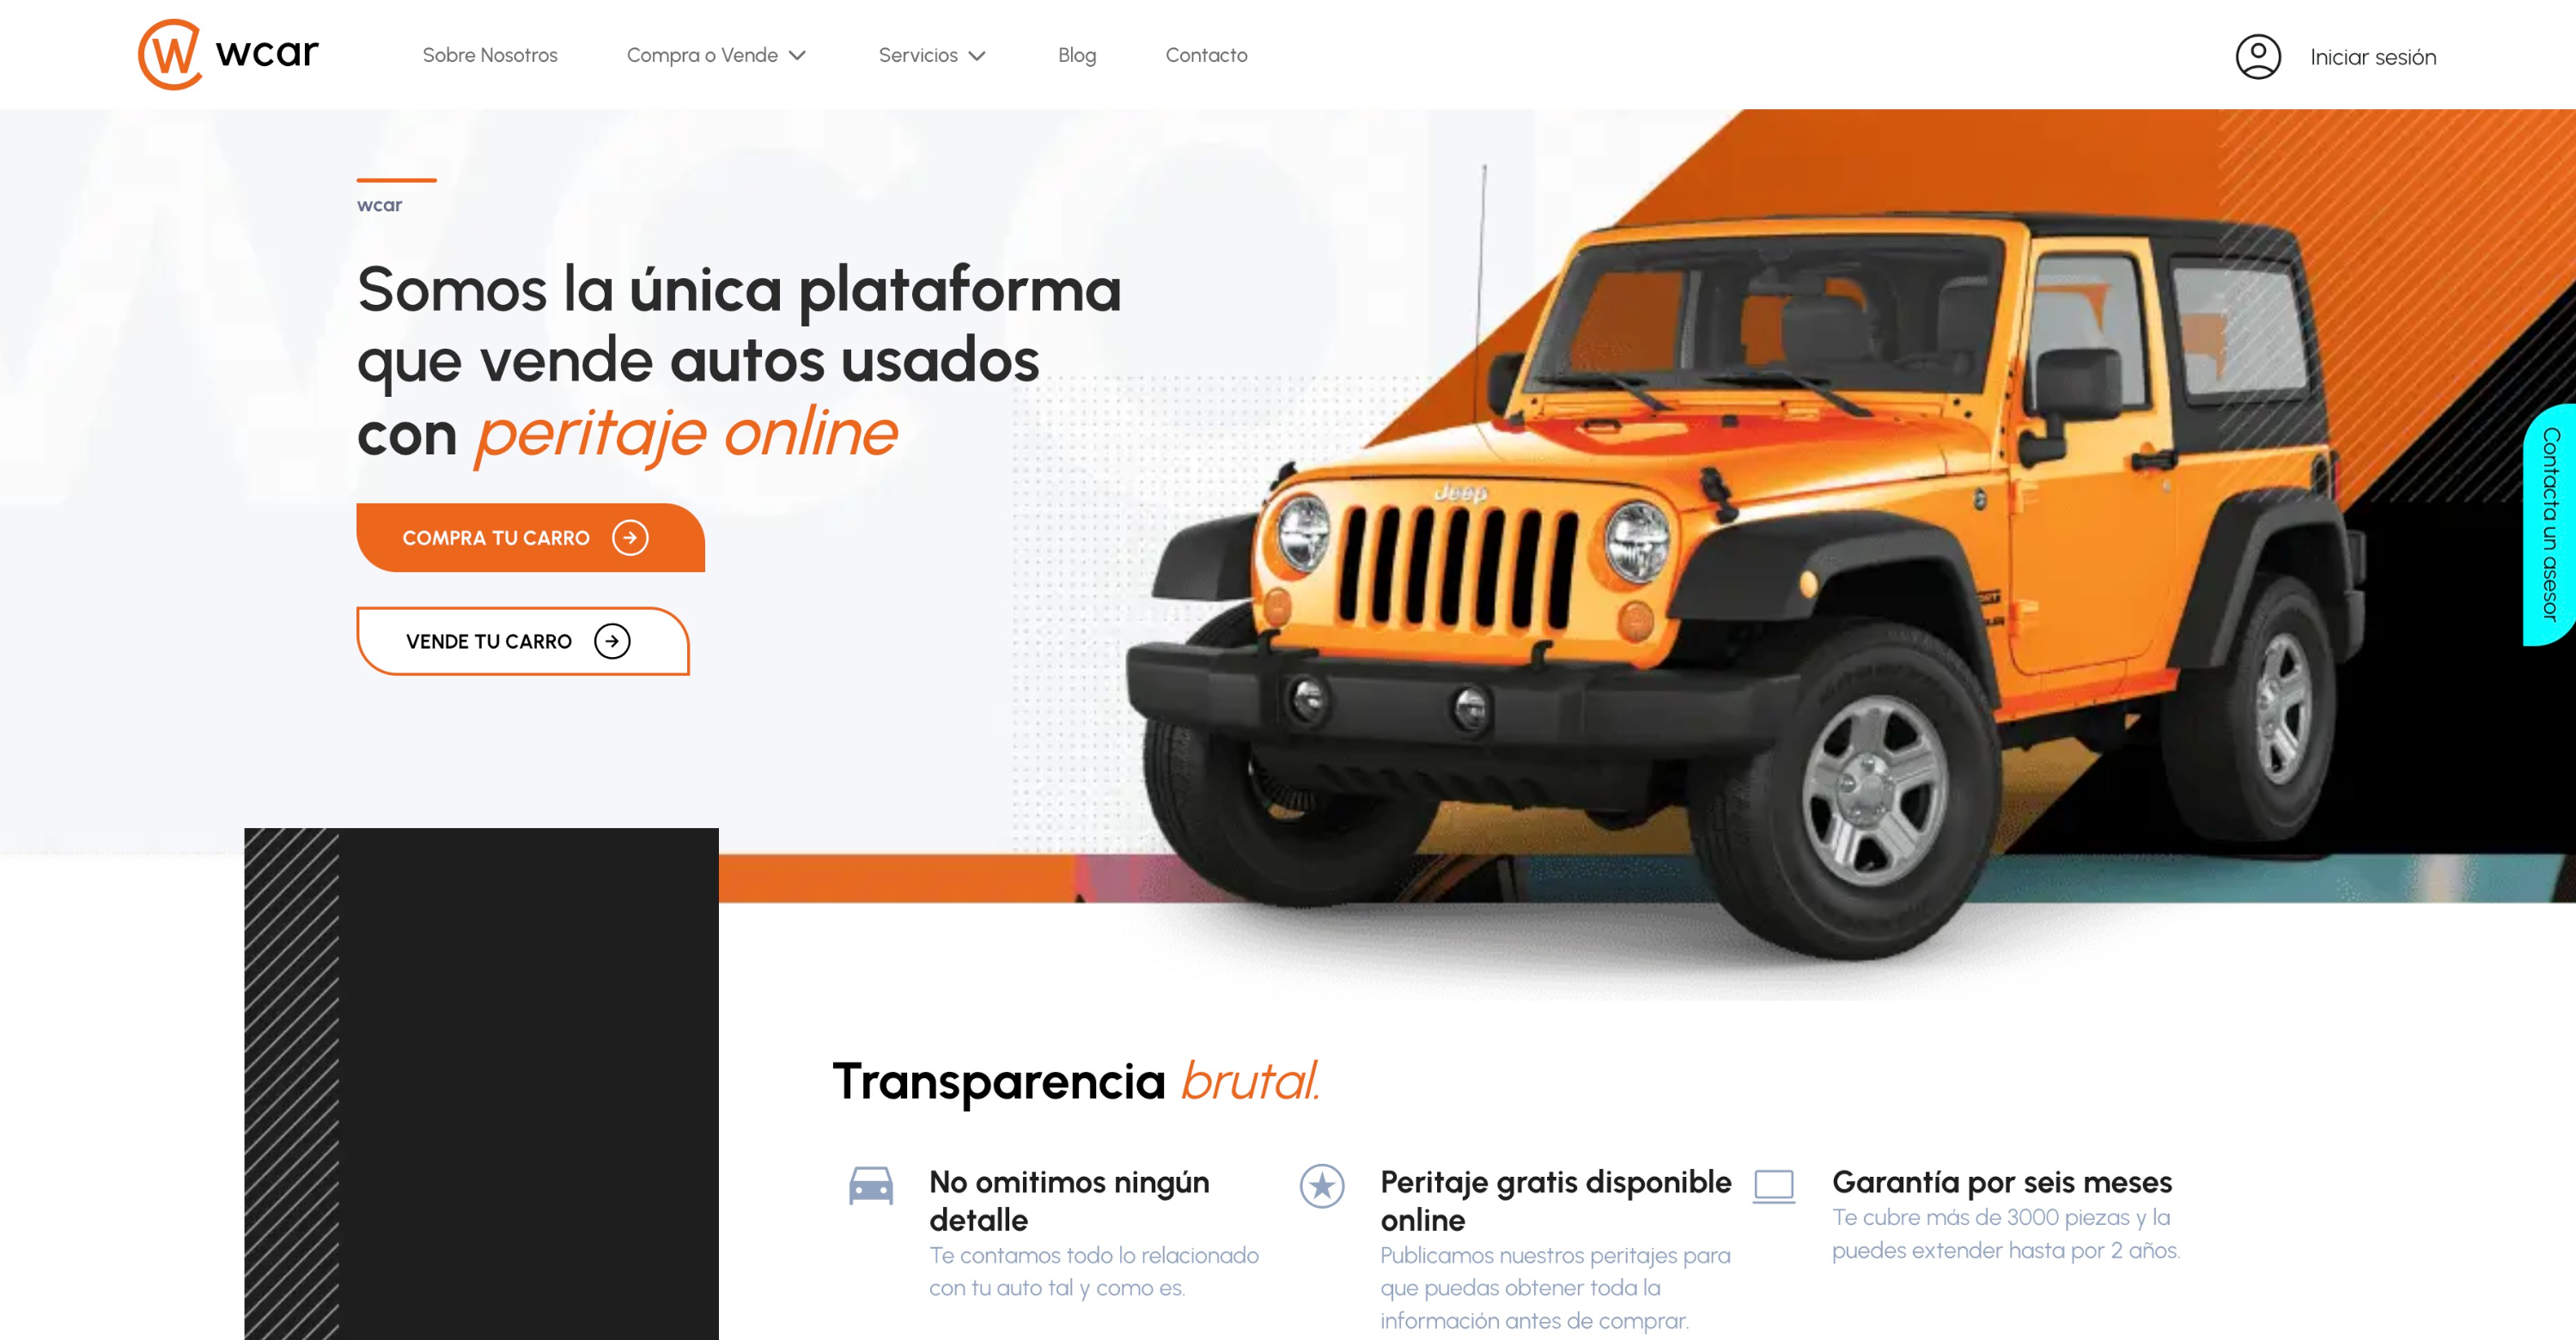 wcar
Sobre Nosotros
Compra o Vende
Servicios
Blog
Contacto
Iniciar sesión
wcar
Somos la única plataforma
que vende autos usados
con peritaje online
COMPRA TU CARRO
VENDE TU CARRO
Jeep
Contacta un asesor
Transparencia brutal.
No omitimos ningún
detalle
Te contamos todo lo relacionado
con tu auto tal y como es.
Peritaje gratis disponible
online
Publicamos nuestros peritajes para
que puedas obtener toda la
información antes de comprar.
Garantía por seis meses
Te cubre más de 3000 piezas y la
puedes extender hasta por 2 años.